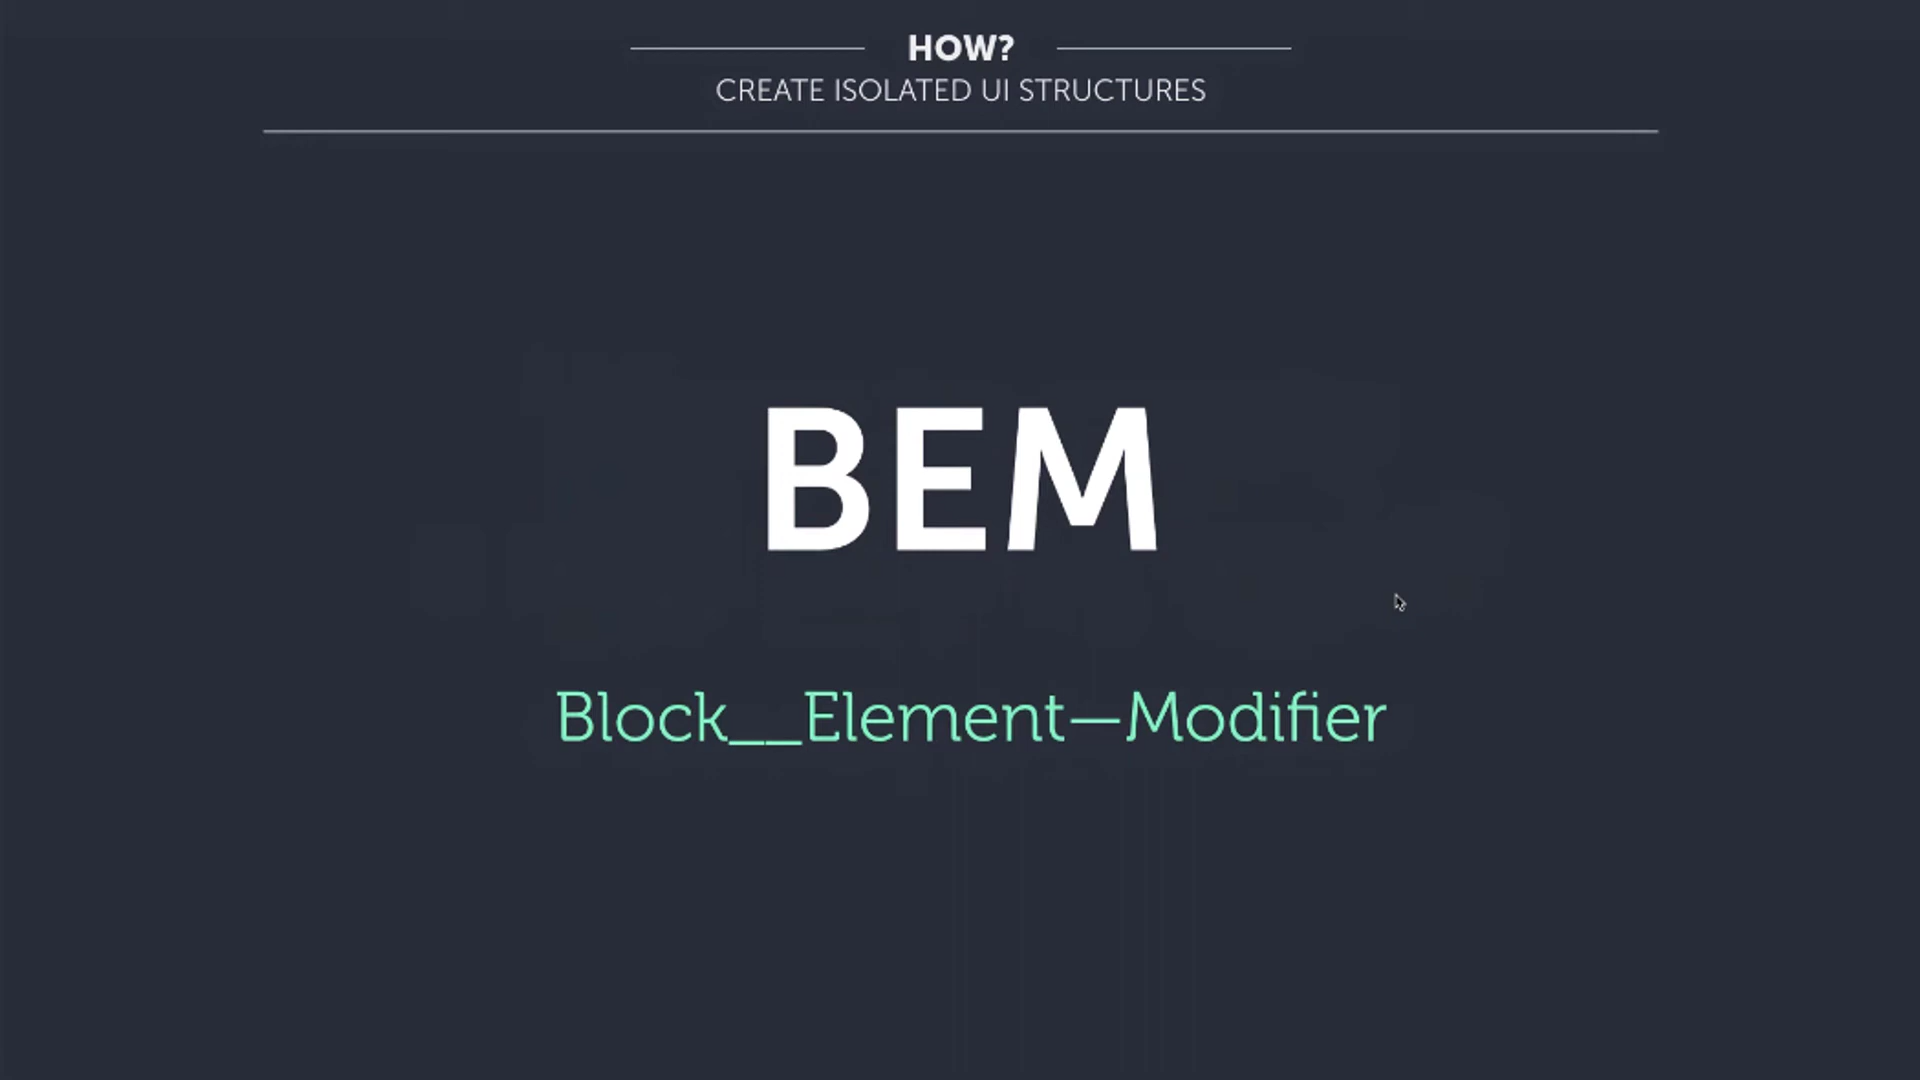 HOW?
CREATE ISOLATED UI STRUCTURES
BEM
Block__Element—Modifier